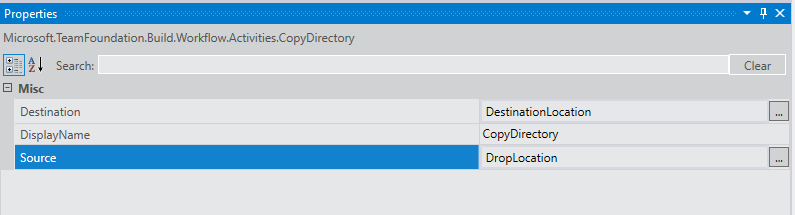 Properties
Microsoft.TeamFoundation.Build.Workflow.Activities.CopyDirectory
Search: Clear
Misc
Destination DestinationLocation ...
DisplayName CopyDirectory
Source DropLocation ...